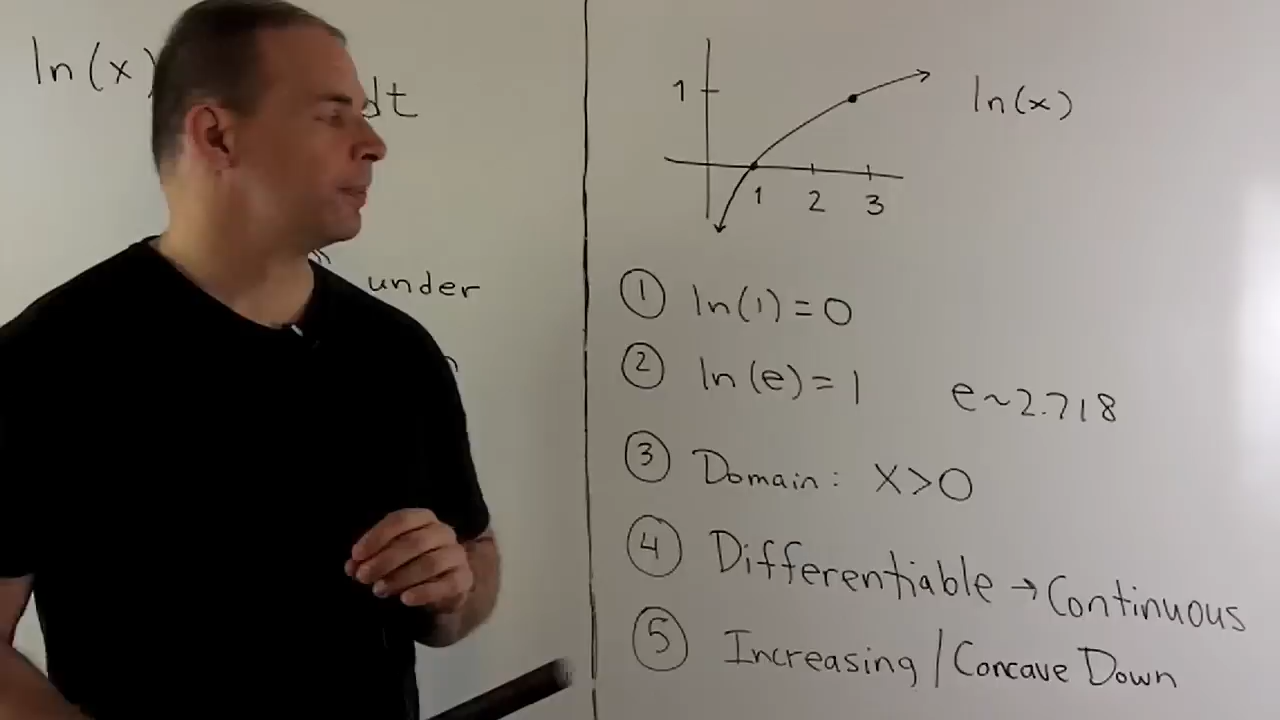 ln(x)
dt
under
1
ln(x)
1 2 3
① ln(1)=0
② ln(e)=1 e~2.718
③ Domain: X>0
④ Differentiable → Continuous
⑤ Increasing / Concave Down